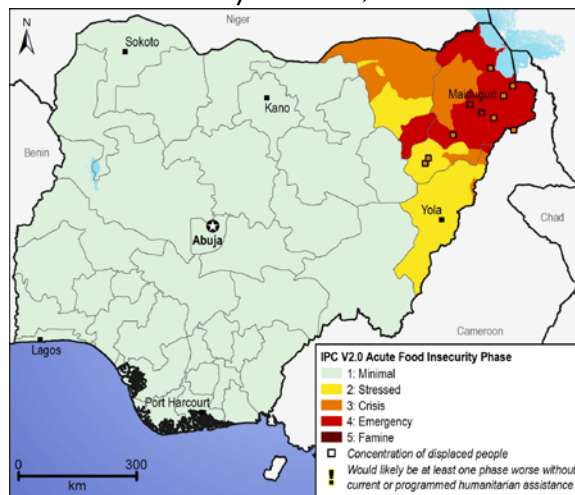 Niger
N
Sokoto
Kano
Maiduguri
Benin
Yola
Abuja
Chad
Cameroon
Lagos
Port Harcourt
IPC V2.0 Acute Food Insecurity Phase
1: Minimal
2: Stressed
3: Crisis
4: Emergency
5: Famine
Concentration of displaced people
Would likely be at least one phase worse without
current or programmed humanitarian assistance
0 300
km